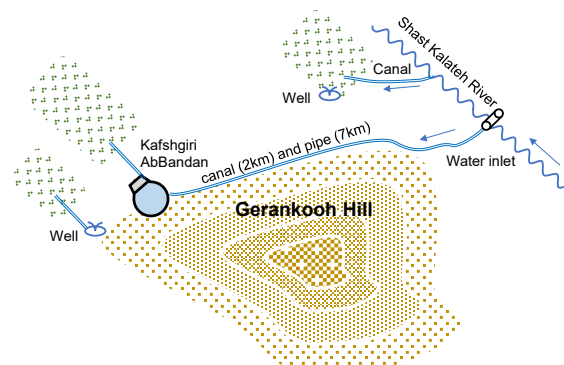 Shast Kalateh River
Canal
Well
Kafshgiri
AbBandan
canal (2km) and pipe (7km)
Water inlet
Gerankooh Hill
Well